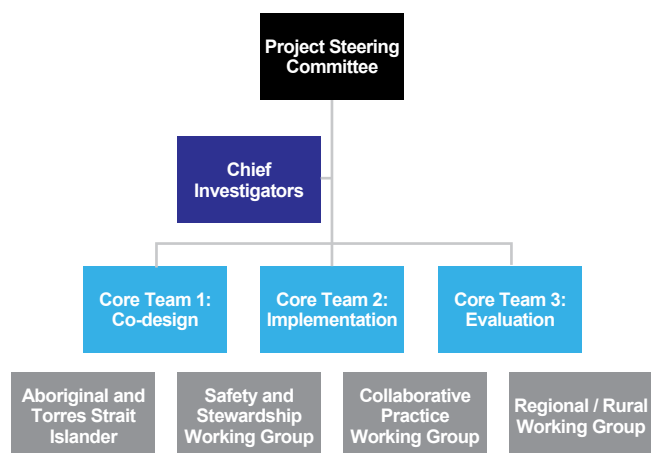 Project Steering
Committee
Chief
Investigators
Core Team 1:
Co-design
Core Team 2:
Implementation
Core Team 3:
Evaluation
Aboriginal and
Torres Strait
Islander
Safety and
Stewardship
Working Group
Collaborative
Practice
Working Group
Regional / Rural
Working Group